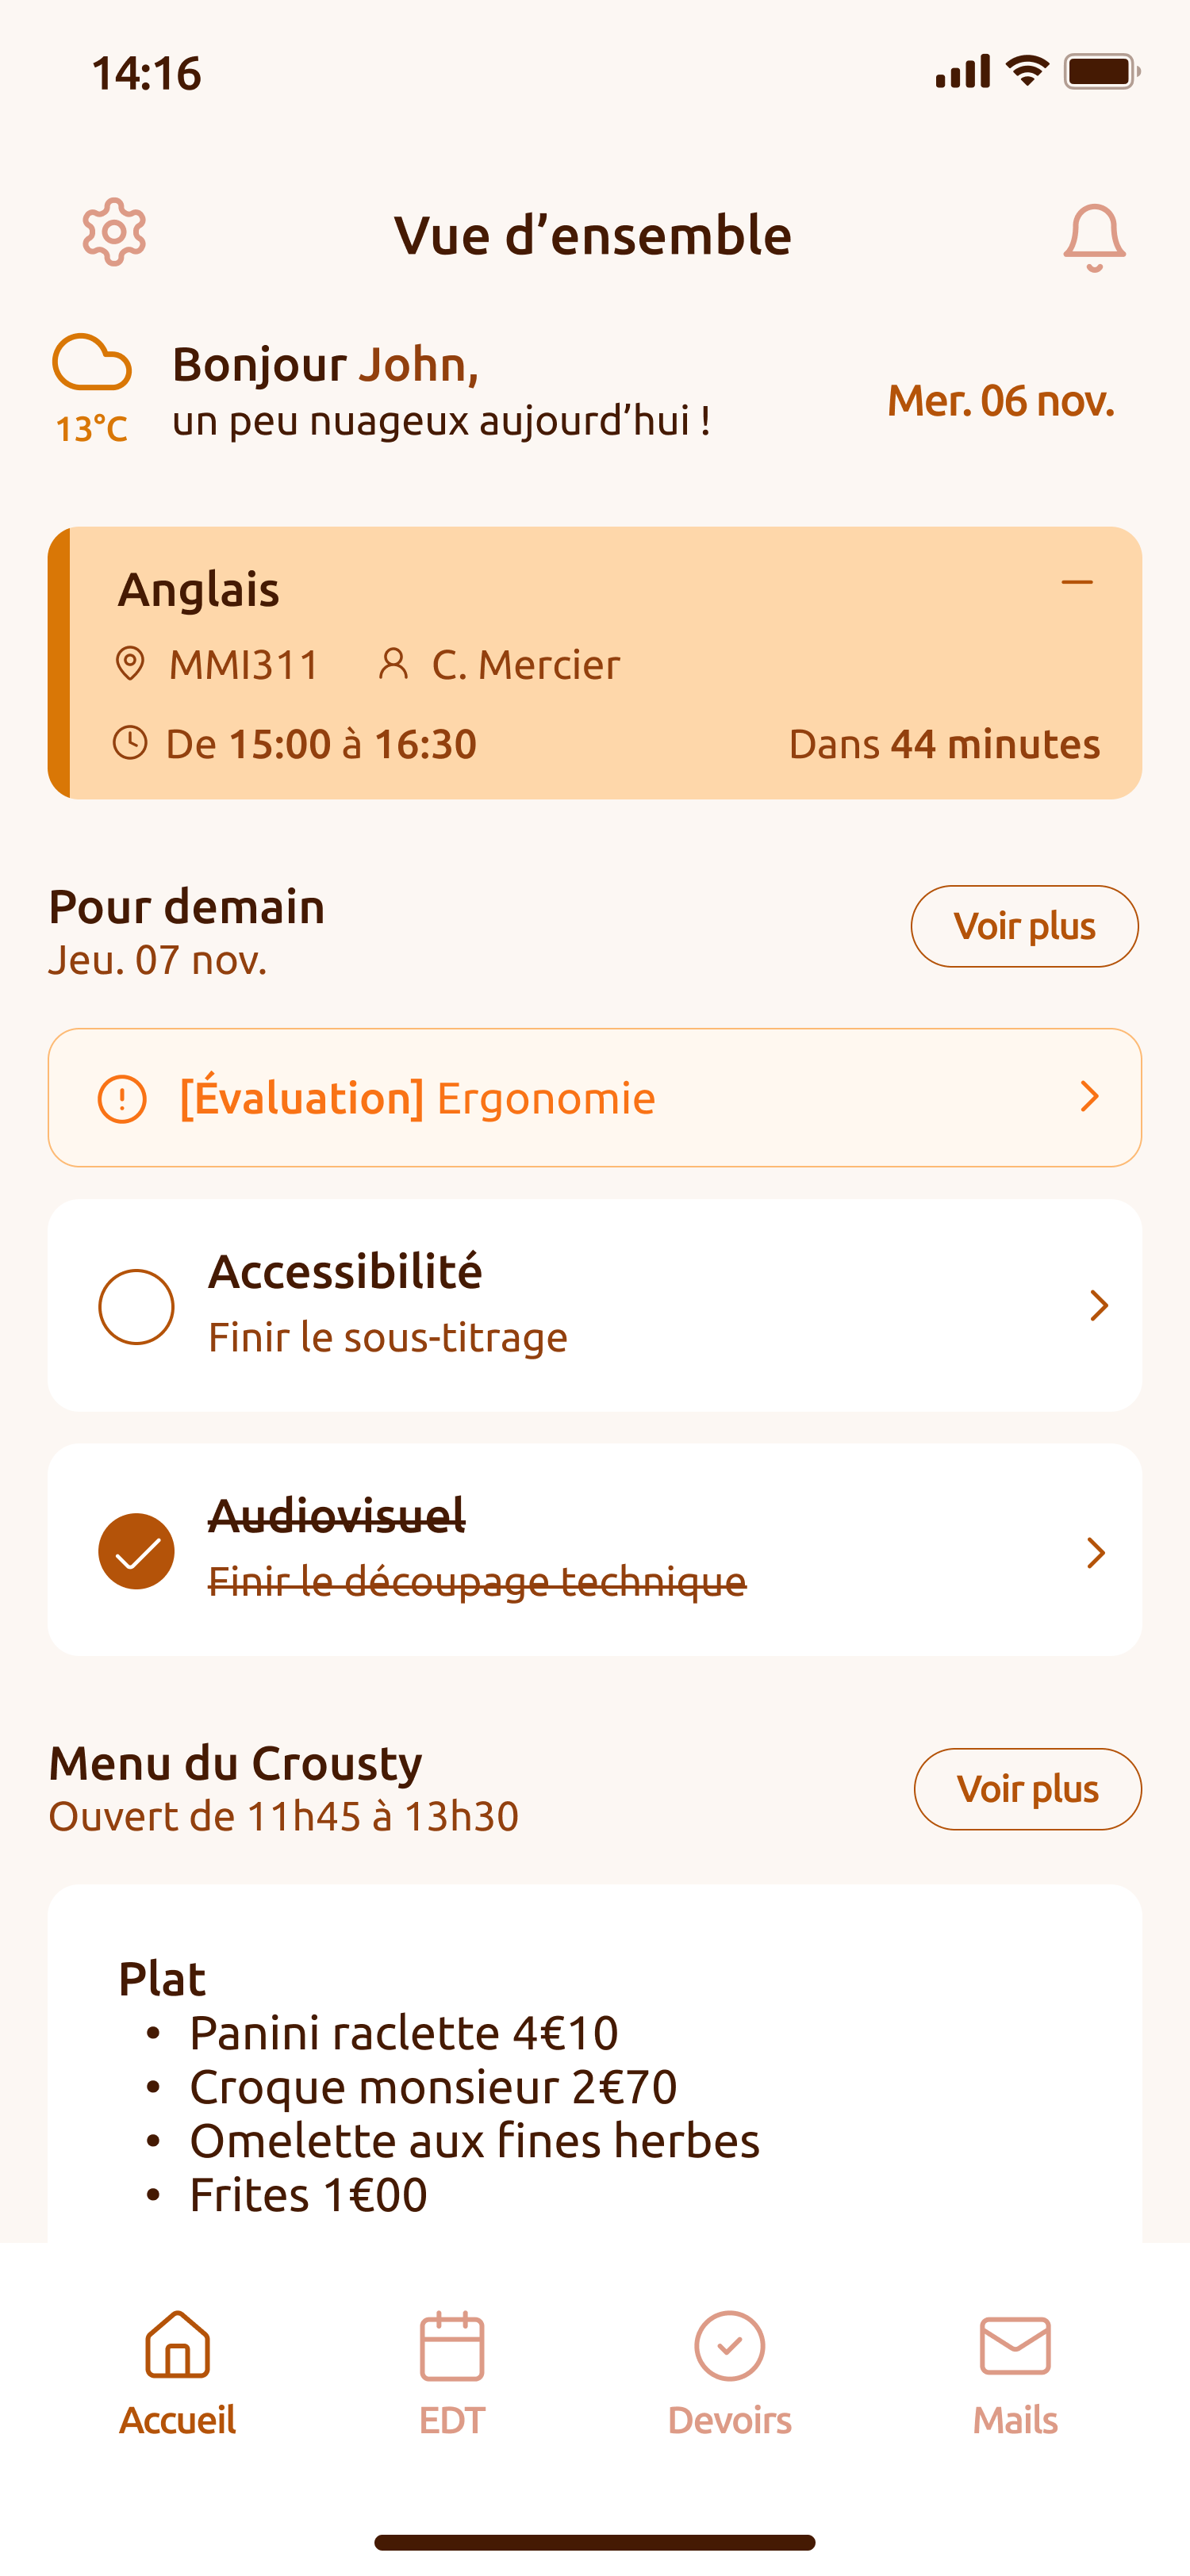 14:16
Vue d’ensemble
Bonjour John,
un peu nuageux aujourd’hui !
13°C
Mer. 06 nov.
Anglais
MMI311 C. Mercier
De 15:00 à 16:30 Dans 44 minutes
Pour demain
Jeu. 07 nov.
Voir plus
[Évaluation] Ergonomie
Accessibilité
Finir le sous-titrage
Audiovisuel
Finir le découpage technique
Menu du Crousty
Ouvert de 11h45 à 13h30
Voir plus
Plat
• Panini raclette 4€10
• Croque monsieur 2€70
• Omelette aux fines herbes
• Frites 1€00
Accueil EDT Devoirs Mails